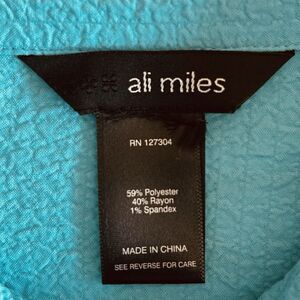 ali miles
RN 127304
59% Polyester
40% Rayon
1% Spandex
MADE IN CHINA
SEE REVERSE FOR CARE